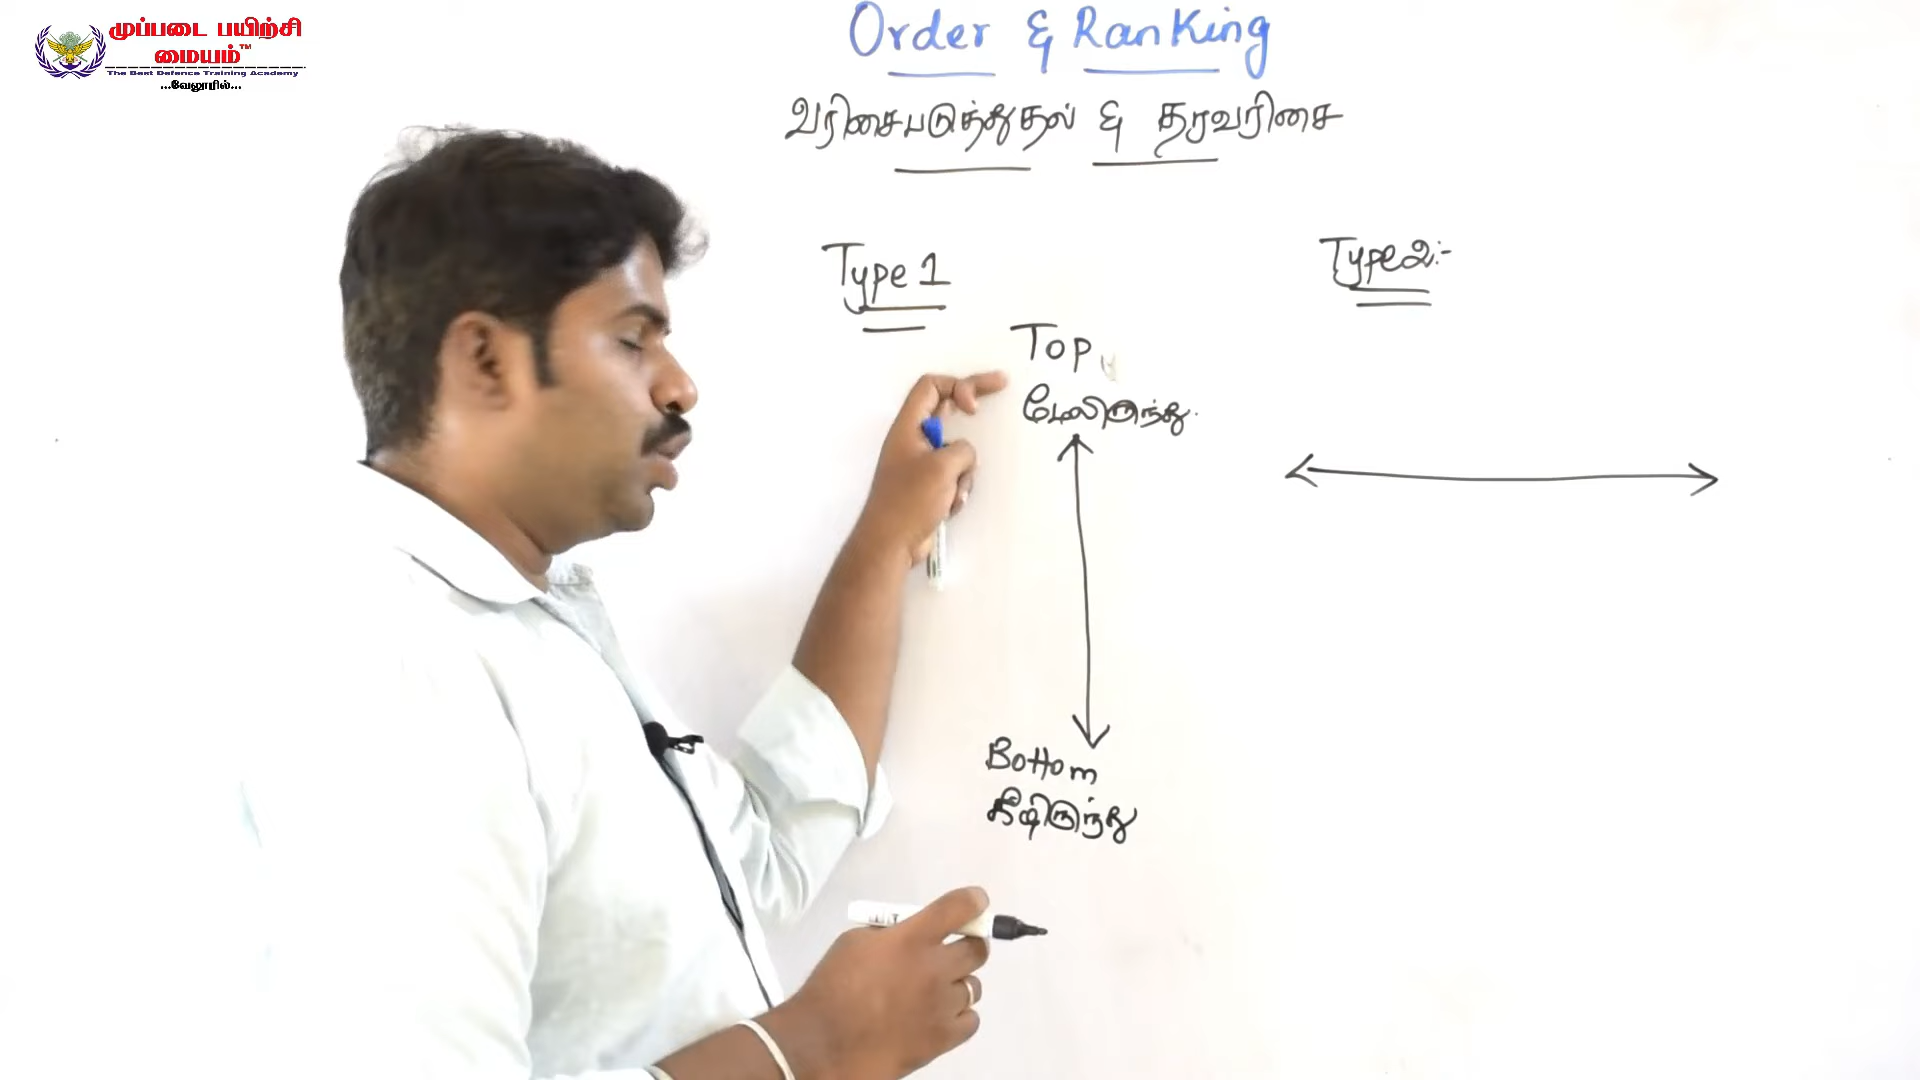 முப்படை பயிற்சி
மையம்™
The Best Defence Training Academy
...வேலூரில்...
Order & Ranking
வரிசைபடுத்துதல் & தரவரிசை
Type 1
Type 2:-
Top
மேலிருந்து.
Bottom
கீழிருந்து